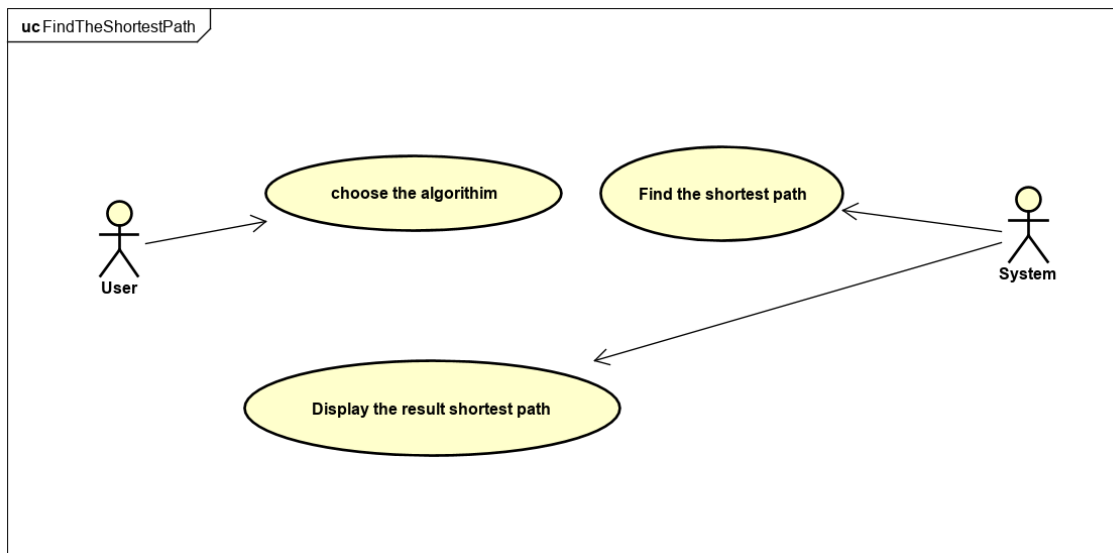 uc FindTheShortestPath
choose the algorithim
Find the shortest path
User
System
Display the result shortest path